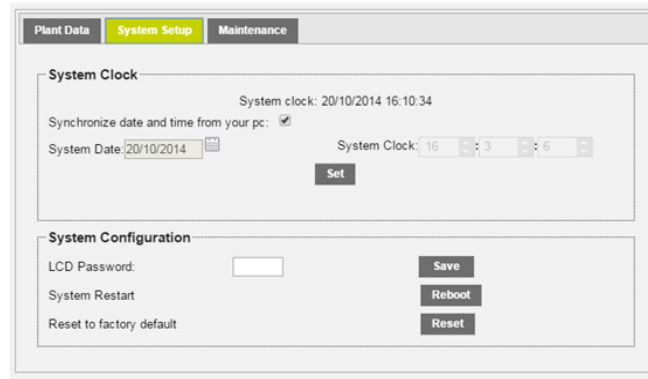 Plant Data System Setup Maintenance
System Clock
System clock: 20/10/2014 16:10:34
Synchronize date and time from your pc:
System Date: 20/10/2014 System Clock: 16 : 3 : 6
Set
System Configuration
LCD Password: Save
System Restart Reboot
Reset to factory default Reset